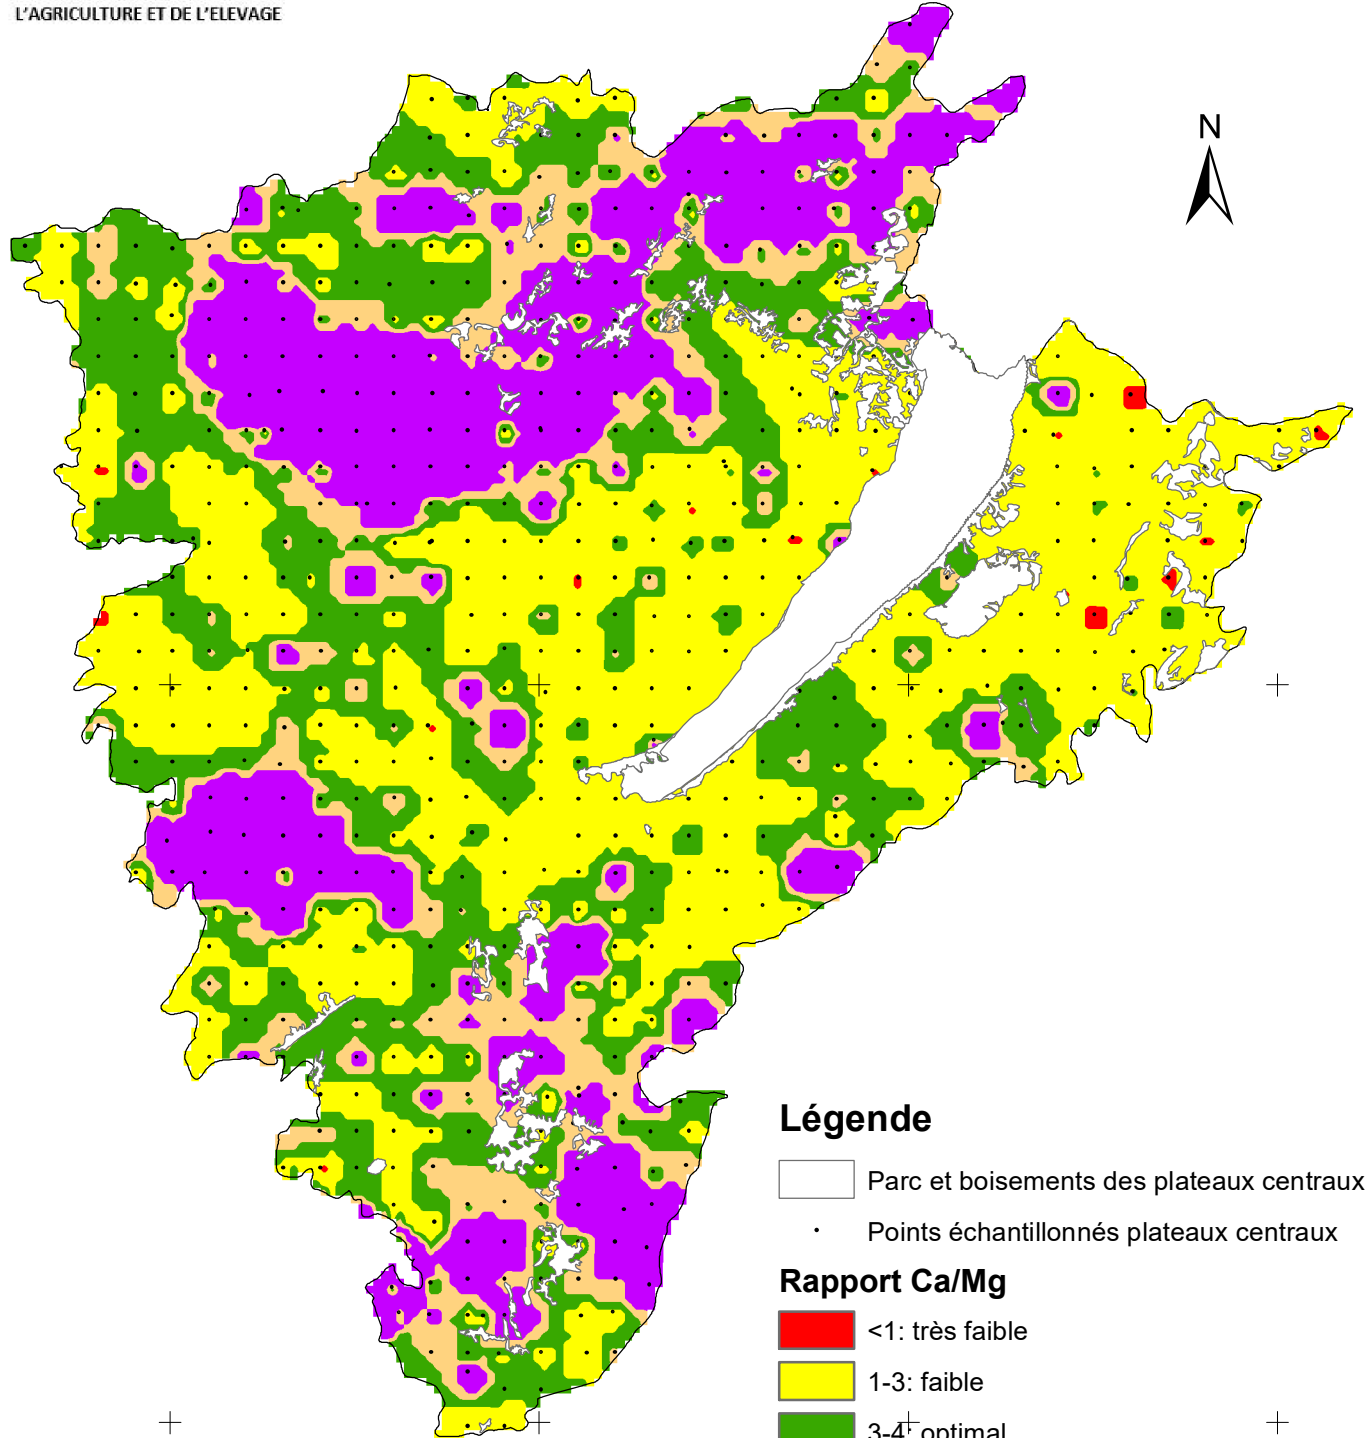 L'AGRICULTURE ET DE L'ELEVAGE
N
Légende
Parc et boisements des plateaux centraux
Points échantillonnés plateaux centraux
Rapport Ca/Mg
<1: très faible
1-3: faible
3-4: optimal